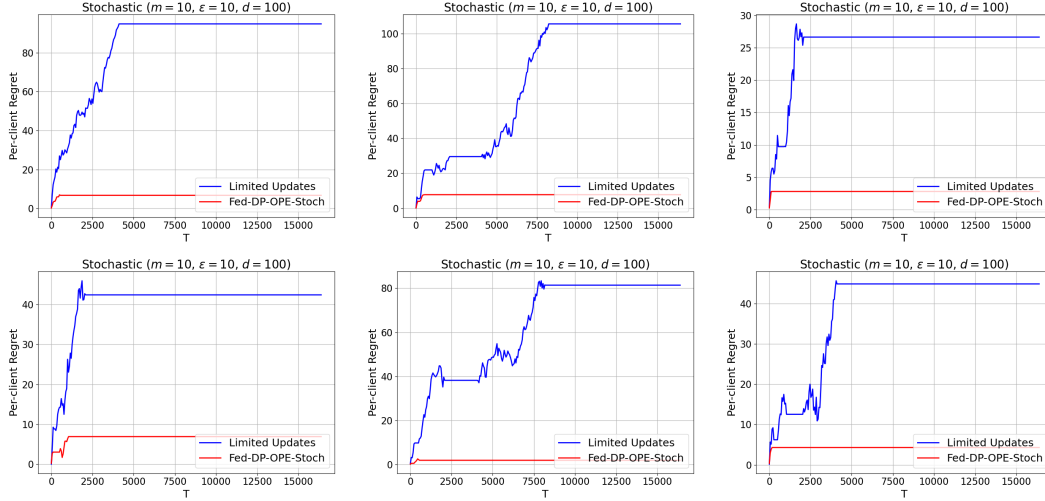 Stochastic (m = 10, ε = 10, d = 100)
Per-client Regret
80
60
40
20
0
Limited Updates
Fed-DP-OPE-Stoch
0 2500 5000 7500 10000 12500 15000
T
Stochastic (m = 10, ε = 10, d = 100)
Per-client Regret
100
80
60
40
20
0
Limited Updates
Fed-DP-OPE-Stoch
0 2500 5000 7500 10000 12500 15000
T
Stochastic (m = 10, ε = 10, d = 100)
Per-client Regret
30
25
20
15
10
5
0
Limited Updates
Fed-DP-OPE-Stoch
0 2500 5000 7500 10000 12500 15000
T
Stochastic (m = 10, ε = 10, d = 100)
Per-client Regret
40
30
20
10
0
Limited Updates
Fed-DP-OPE-Stoch
0 2500 5000 7500 10000 12500 15000
T
Stochastic (m = 10, ε = 10, d = 100)
Per-client Regret
80
60
40
20
0
Limited Updates
Fed-DP-OPE-Stoch
0 2500 5000 7500 10000 12500 15000
T
Stochastic (m = 10, ε = 10, d = 100)
Per-client Regret
40
30
20
10
0
Limited Updates
Fed-DP-OPE-Stoch
0 2500 5000 7500 10000 12500 15000
T